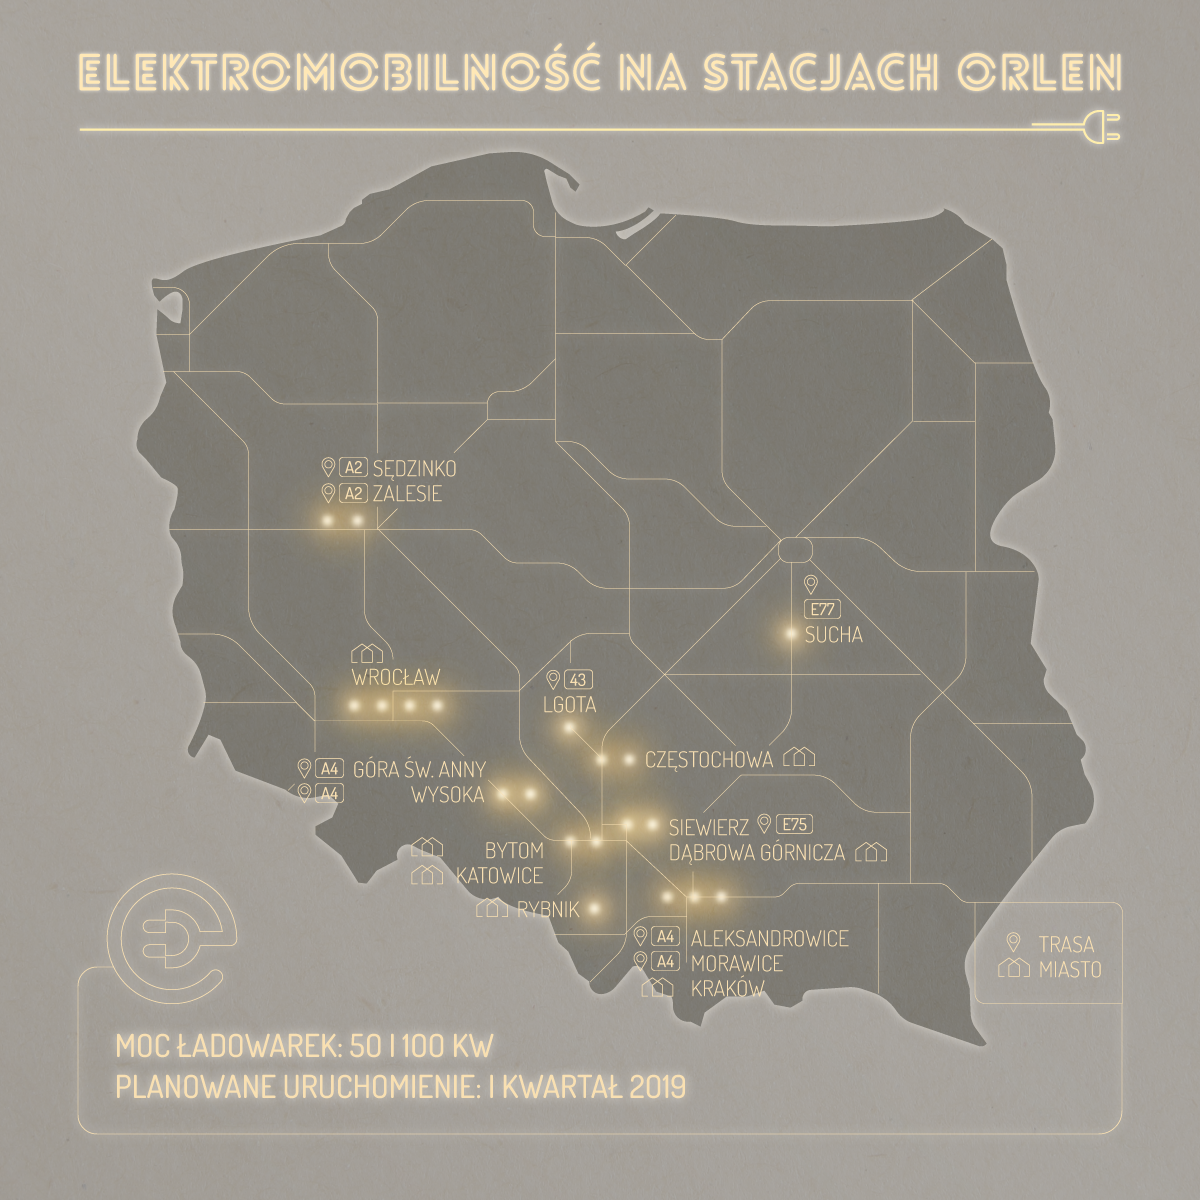 ELEKTROMOBILNOŚĆ NA STACJACH ORLEN
A2 SĘDZINKO
A2 ZALESIE
E77
SUCHA
WROCŁAW
43
LGOTA
CZĘSTOCHOWA
A4 GÓRA ŚW. ANNY
A4 WYSOKA
SIEWIERZ E75
DĄBROWA GÓRNICZA
BYTOM
KATOWICE
RYBNIK
A4 ALEKSANDROWICE
A4 MORAWICE
KRAKÓW
TRASA
MIASTO
MOC ŁADOWAREK: 50 I 100 KW
PLANOWANE URUCHOMIENIE: I KWARTAŁ 2019